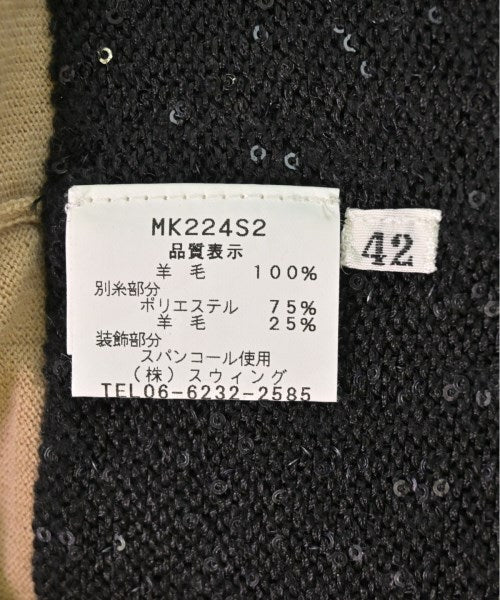 MK224S2
品質表示
羊毛 100%
別糸部分
ポリエステル 75%
羊毛 25%
装飾部分
スパンコール使用
(株)スウィング
TEL06-6232-2585
42